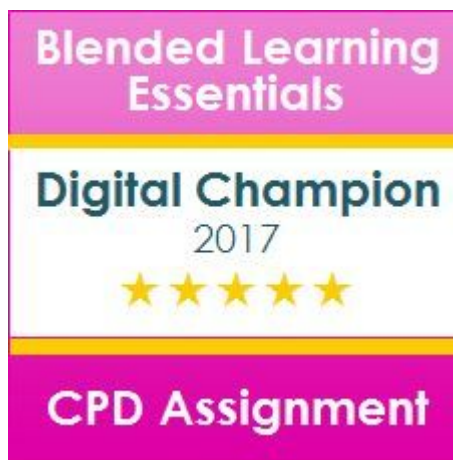 Blended Learning
Essentials
Digital Champion
2017
CPD Assignment